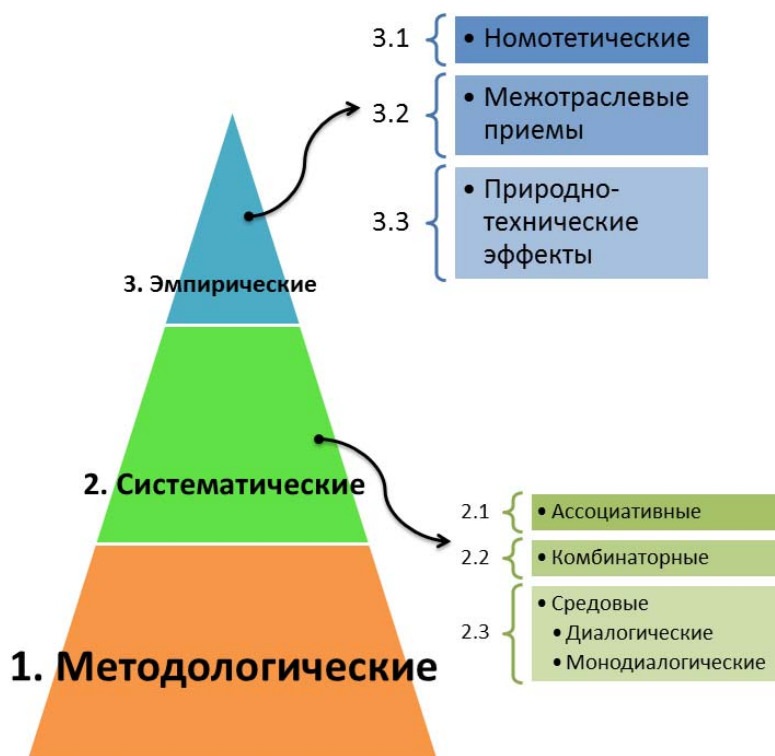 3.1
• Номотетические
3.2
• Межотраслевые
приемы
3.3
• Природно-
технические
эффекты
3. Эмпирические
2. Систематические
2.1
• Ассоциативные
2.2
• Комбинаторные
2.3
• Средовые
• Диалогические
• Монодиалогические
1. Методологические